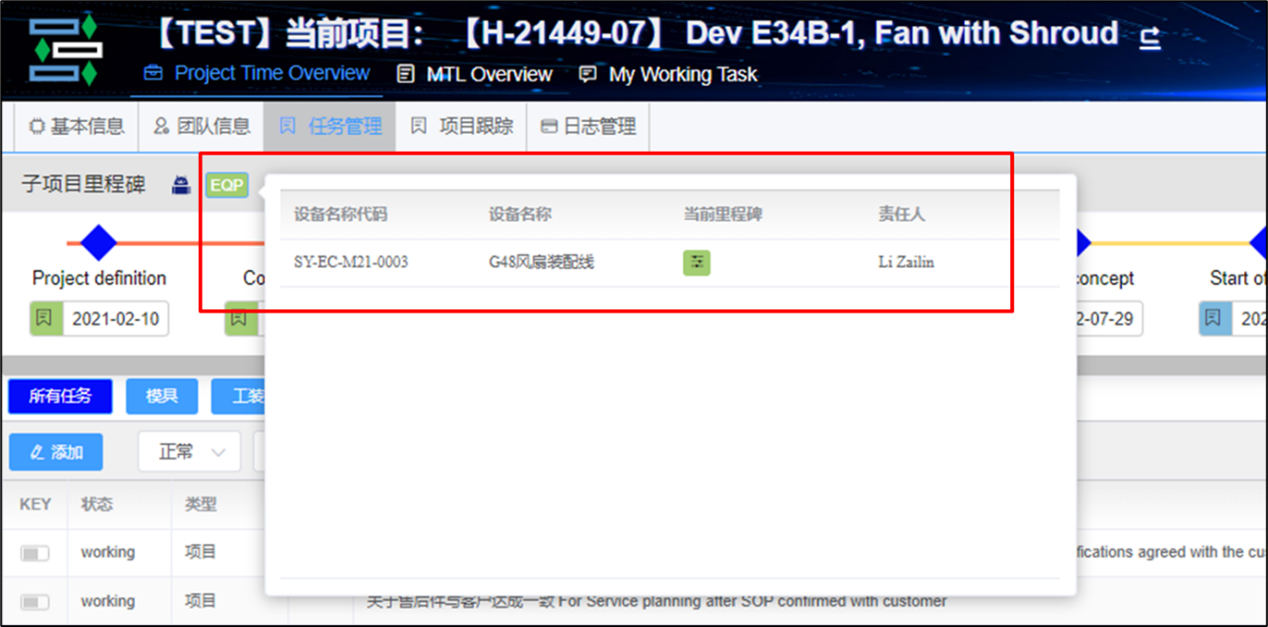 【TEST】当前项目： 【H-21449-07】 Dev E34B-1, Fan with Shroud
Project Time Overview MTL Overview My Working Task
基本信息 团队信息 任务管理 项目跟踪 日志管理
子项目里程碑 EQP
设备名称代码 设备名称 当前里程碑 责任人
SY-EC-M21-0003 G48风扇装配线 Li Zailin
Project definition Co oncept Start of
2021-02-10 2-07-29 202
所有任务 模具 工装
添加 正常
KEY 状态 类型
working 项目 fications agreed with the cu
working 项目 关于售后件与客户达成一致 For Service planning after SOP confirmed with customer